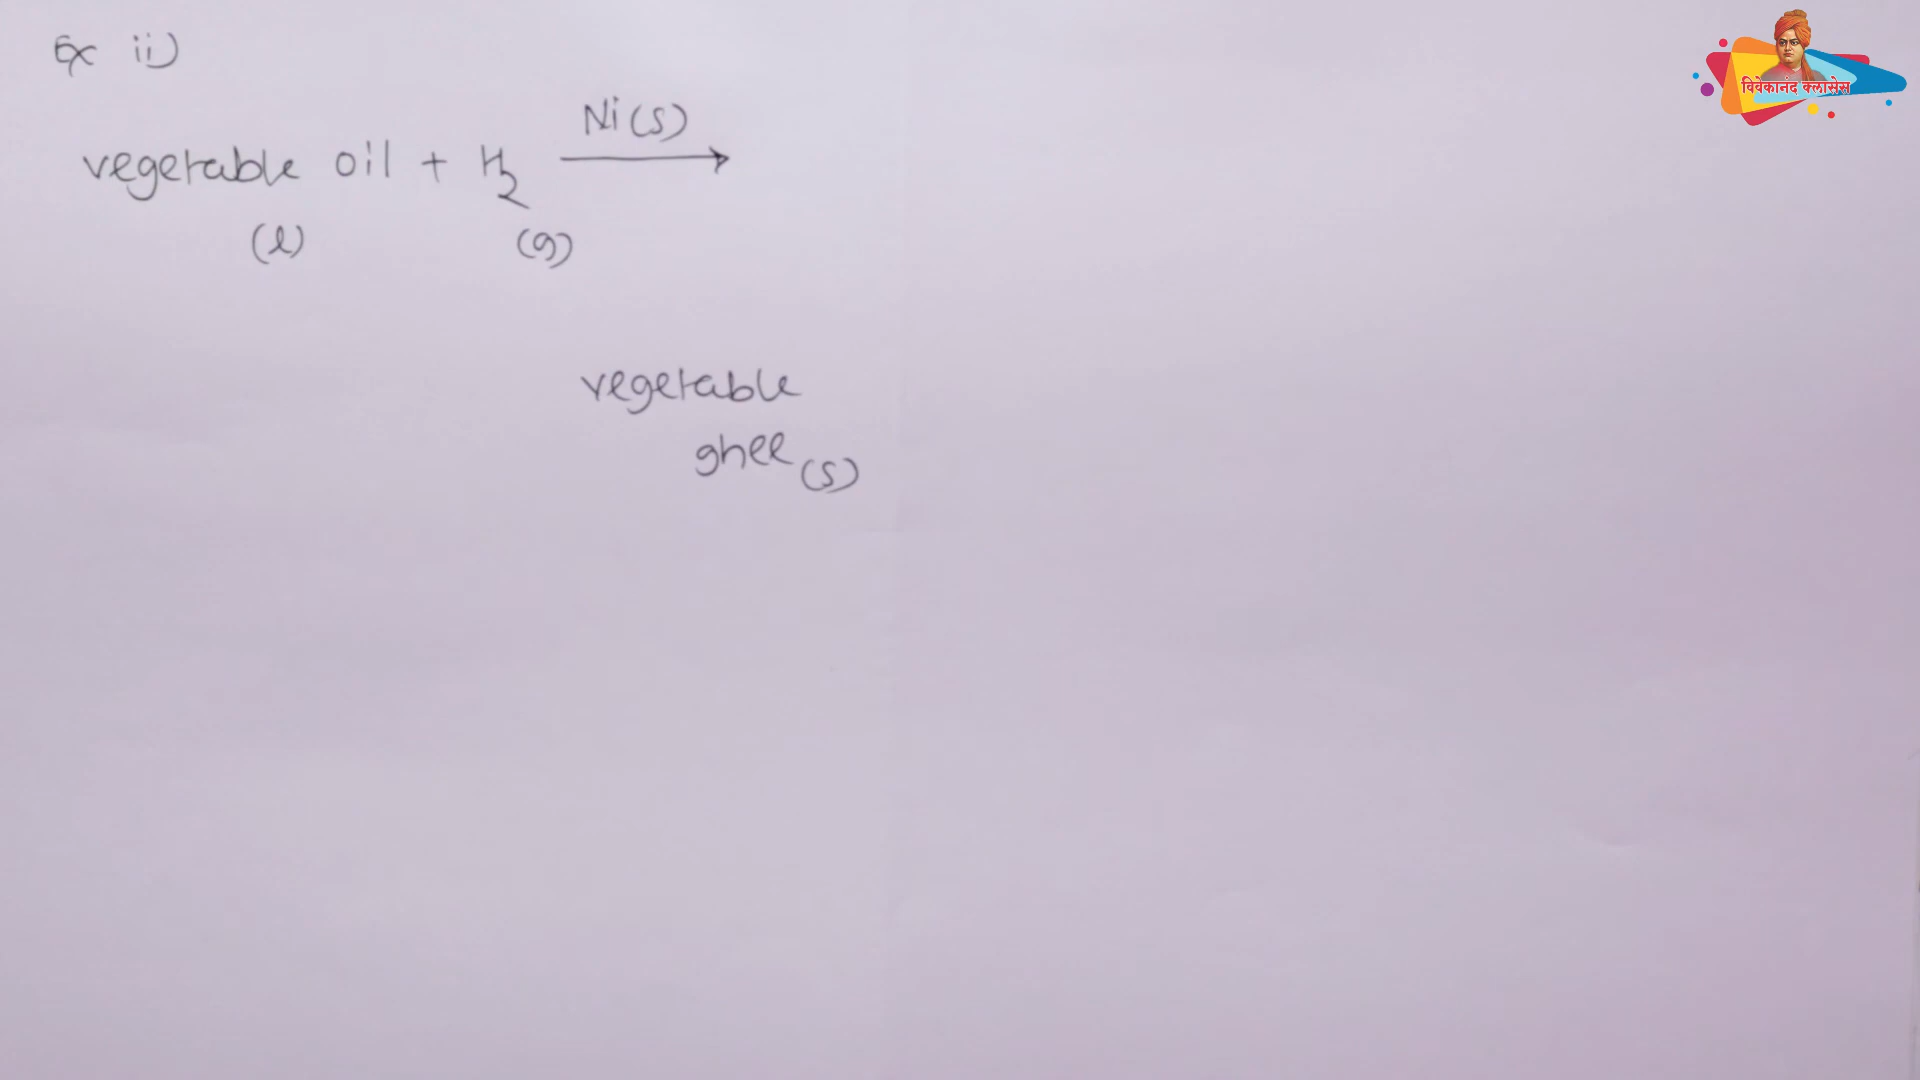 Ex ii)
Ni(s)
vegetable oil + H2 →
(l) (g)
vegetable
ghee (s)
विवेकानंद क्लासेस